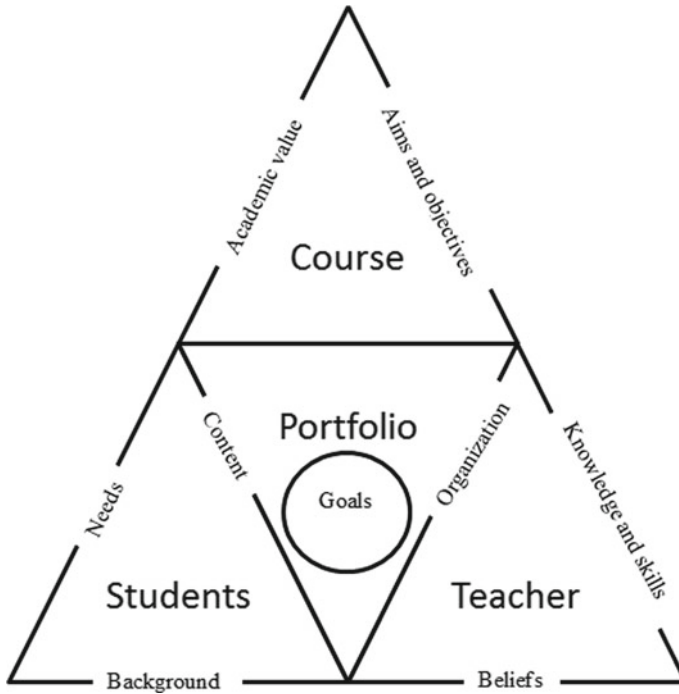 Academic value
Aims and objectives
Course
Content
Portfolio
Organization
Goals
Needs
Knowledge and skills
Students
Teacher
Background
Beliefs